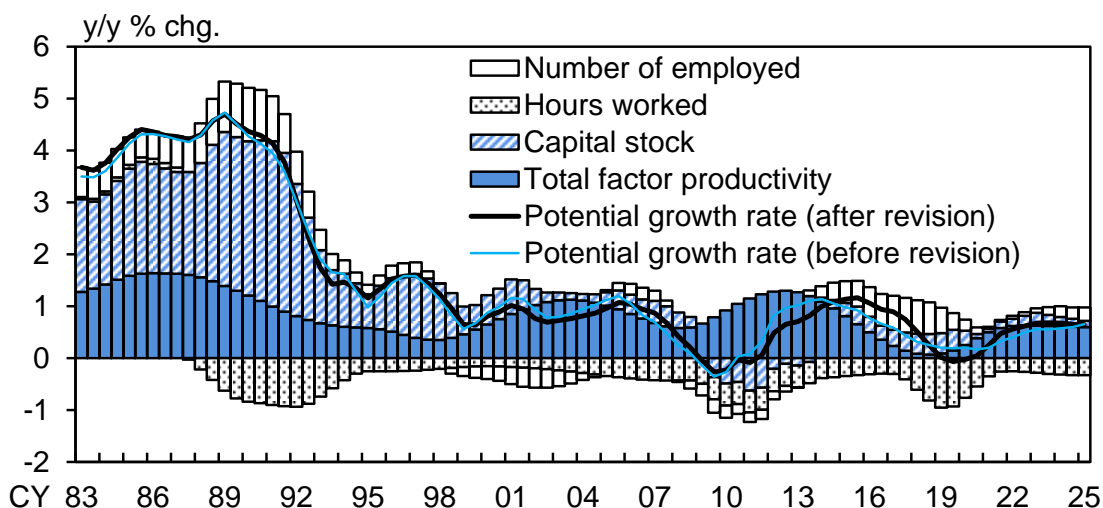 y/y % chg.
6
5
4
3
2
1
0
-1
-2
Number of employed
Hours worked
Capital stock
Total factor productivity
Potential growth rate (after revision)
Potential growth rate (before revision)
CY 83 86 89 92 95 98 01 04 07 10 13 16 19 22 25